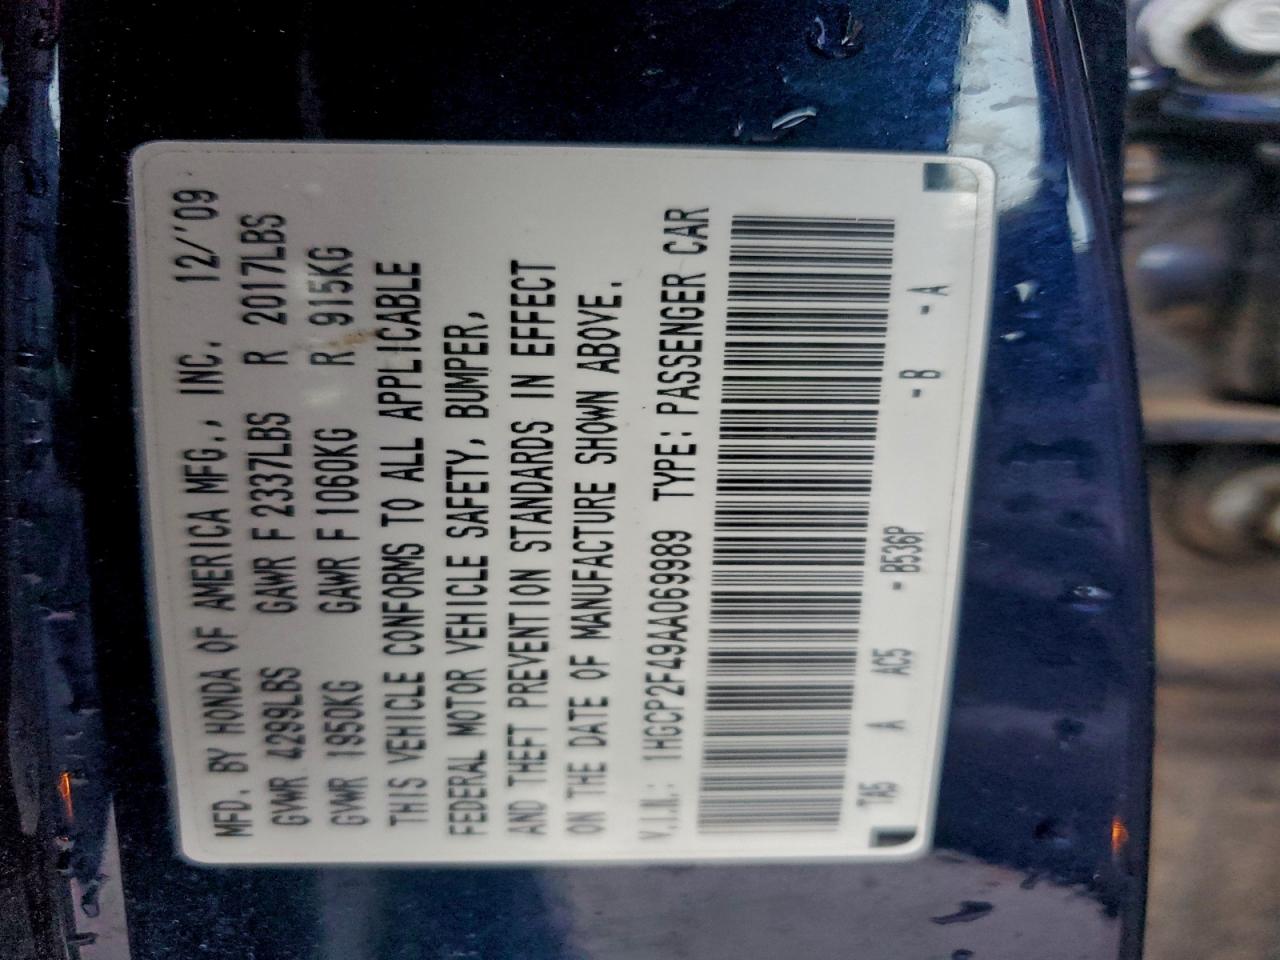 MFD. BY HONDA OF AMERICA MFG., INC. 12/'09
GVWR 4299LBS GAWR F 2337LBS R 2017LBS
GVWR 1950KG GAWR F 1060KG R 915KG
THIS VEHICLE CONFORMS TO ALL APPLICABLE
FEDERAL MOTOR VEHICLE SAFETY, BUMPER,
AND THEFT PREVENTION STANDARDS IN EFFECT
ON THE DATE OF MANUFACTURE SHOWN ABOVE.
V.I.N.: 1HGCP2F49AA069989 TYPE: PASSENGER CAR
TA5 A AC5 - B536P - B - A